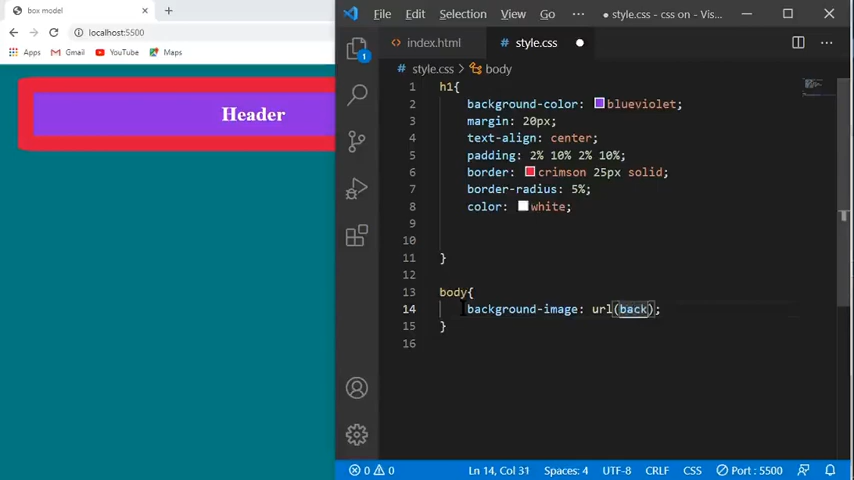 box model
localhost:5500
Apps Gmail YouTube Maps
Header
File Edit Selection View Go ··· ● style.css - css on - Vis...
index.html # style.css ●
# style.css > body
1 h1{
2 background-color: blueviolet;
3 margin: 20px;
4 text-align: center;
5 padding: 2% 10% 2% 10%;
6 border: crimson 25px solid;
7 border-radius: 5%;
8 color: white;
9
10
11 }
12
13 body{
14 background-image: url(back);
15 }
16
1
0 0 Ln 14, Col 31 Spaces: 4 UTF-8 CRLF CSS Port : 5500